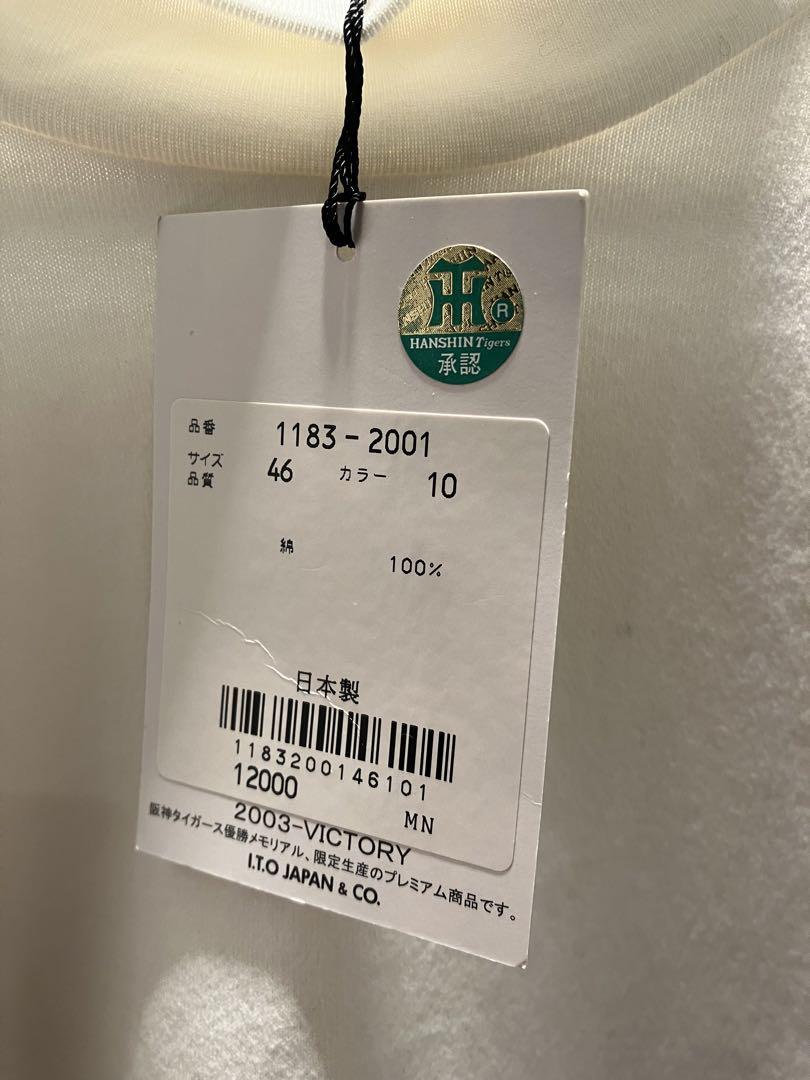 HANSHIN Tigers
承認
品番 1183-2001
サイズ 46 カラー 10
品質
綿 100%
日本製
1183200146101
12000 MN
2003-VICTORY
阪神タイガース優勝メモリアル、限定生産のプレミアム商品です。
I.T.O JAPAN & CO.